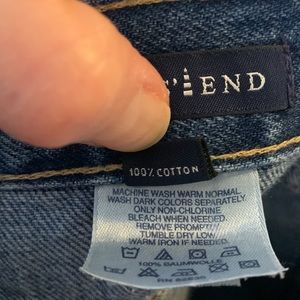 'END
100% COTTON
MACHINE WASH WARM NORMAL
WASH DARK COLORS SEPARATELY.
ONLY NON-CHLORINE
BLEACH WHEN NEEDED.
REMOVE PROMPTLY
TUMBLE DRY LOW.
WARM IRON IF NEEDED.
100% BAUMWOLLE
RN